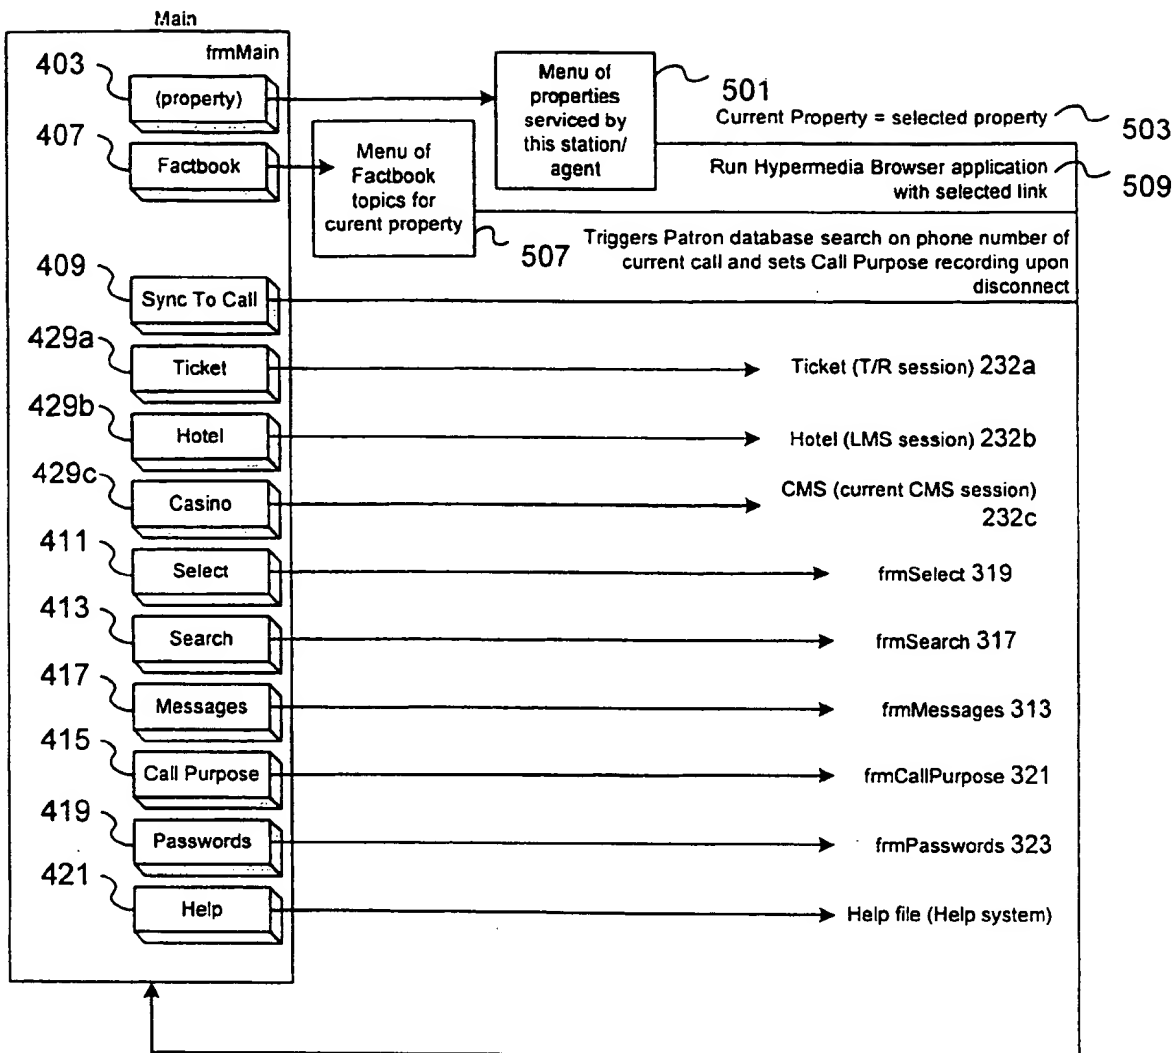 Main
frmMain
403
(property)
Menu of
properties
serviced by
this station/
agent
501
Current Property = selected property
503
407
Factbook
Menu of
Factbook
topics for
curent property
507
Run Hypermedia Browser application
with selected link
509
Triggers Patron database search on phone number of
current call and sets Call Purpose recording upon
disconnect
409
Sync To Call
429a
Ticket
Ticket (T/R session) 232a
429b
Hotel
Hotel (LMS session) 232b
429c
Casino
CMS (current CMS session)
232c
411
Select
frmSelect 319
413
Search
frmSearch 317
417
Messages
frmMessages 313
415
Call Purpose
frmCallPurpose 321
419
Passwords
frmPasswords 323
421
Help
Help file (Help system)